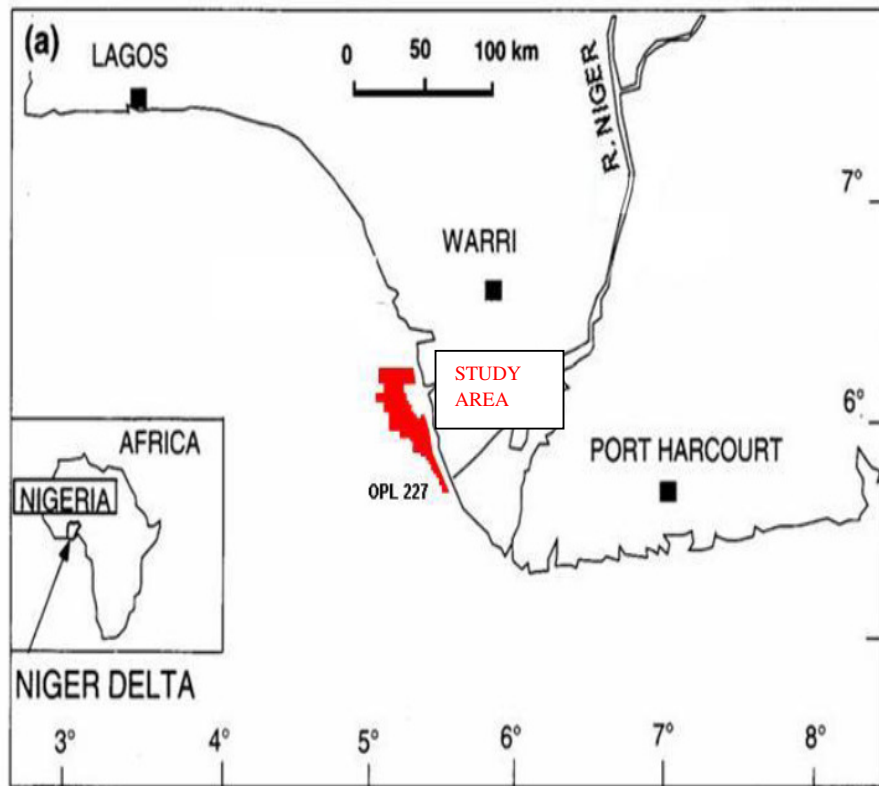 (a)
LAGOS
0 50 100 km
R. NIGER
7°
WARRI
STUDY
AREA
6°
AFRICA
PORT HARCOURT
OPL 227
NIGERIA
NIGER DELTA
3° 4° 5° 6° 7° 8°